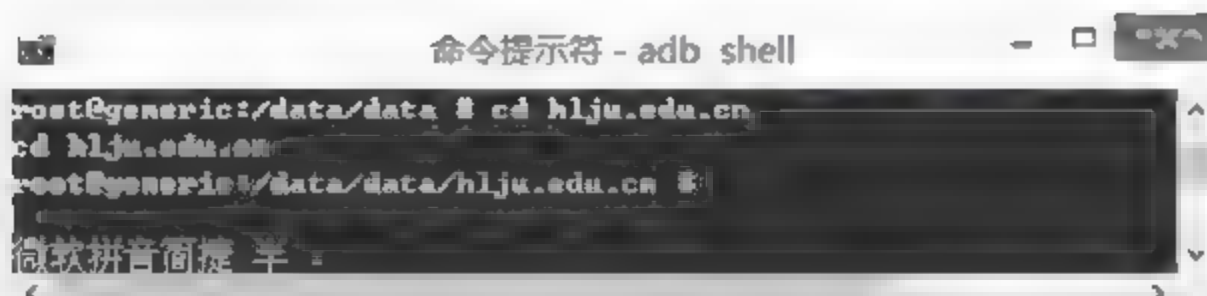 命令提示符 - adb shell
root@generic:/data/data # cd hlju.edu.cn
cd hlju.edu.cn
root@generic:/data/data/hlju.edu.cn #
微软拼音简捷 半 :